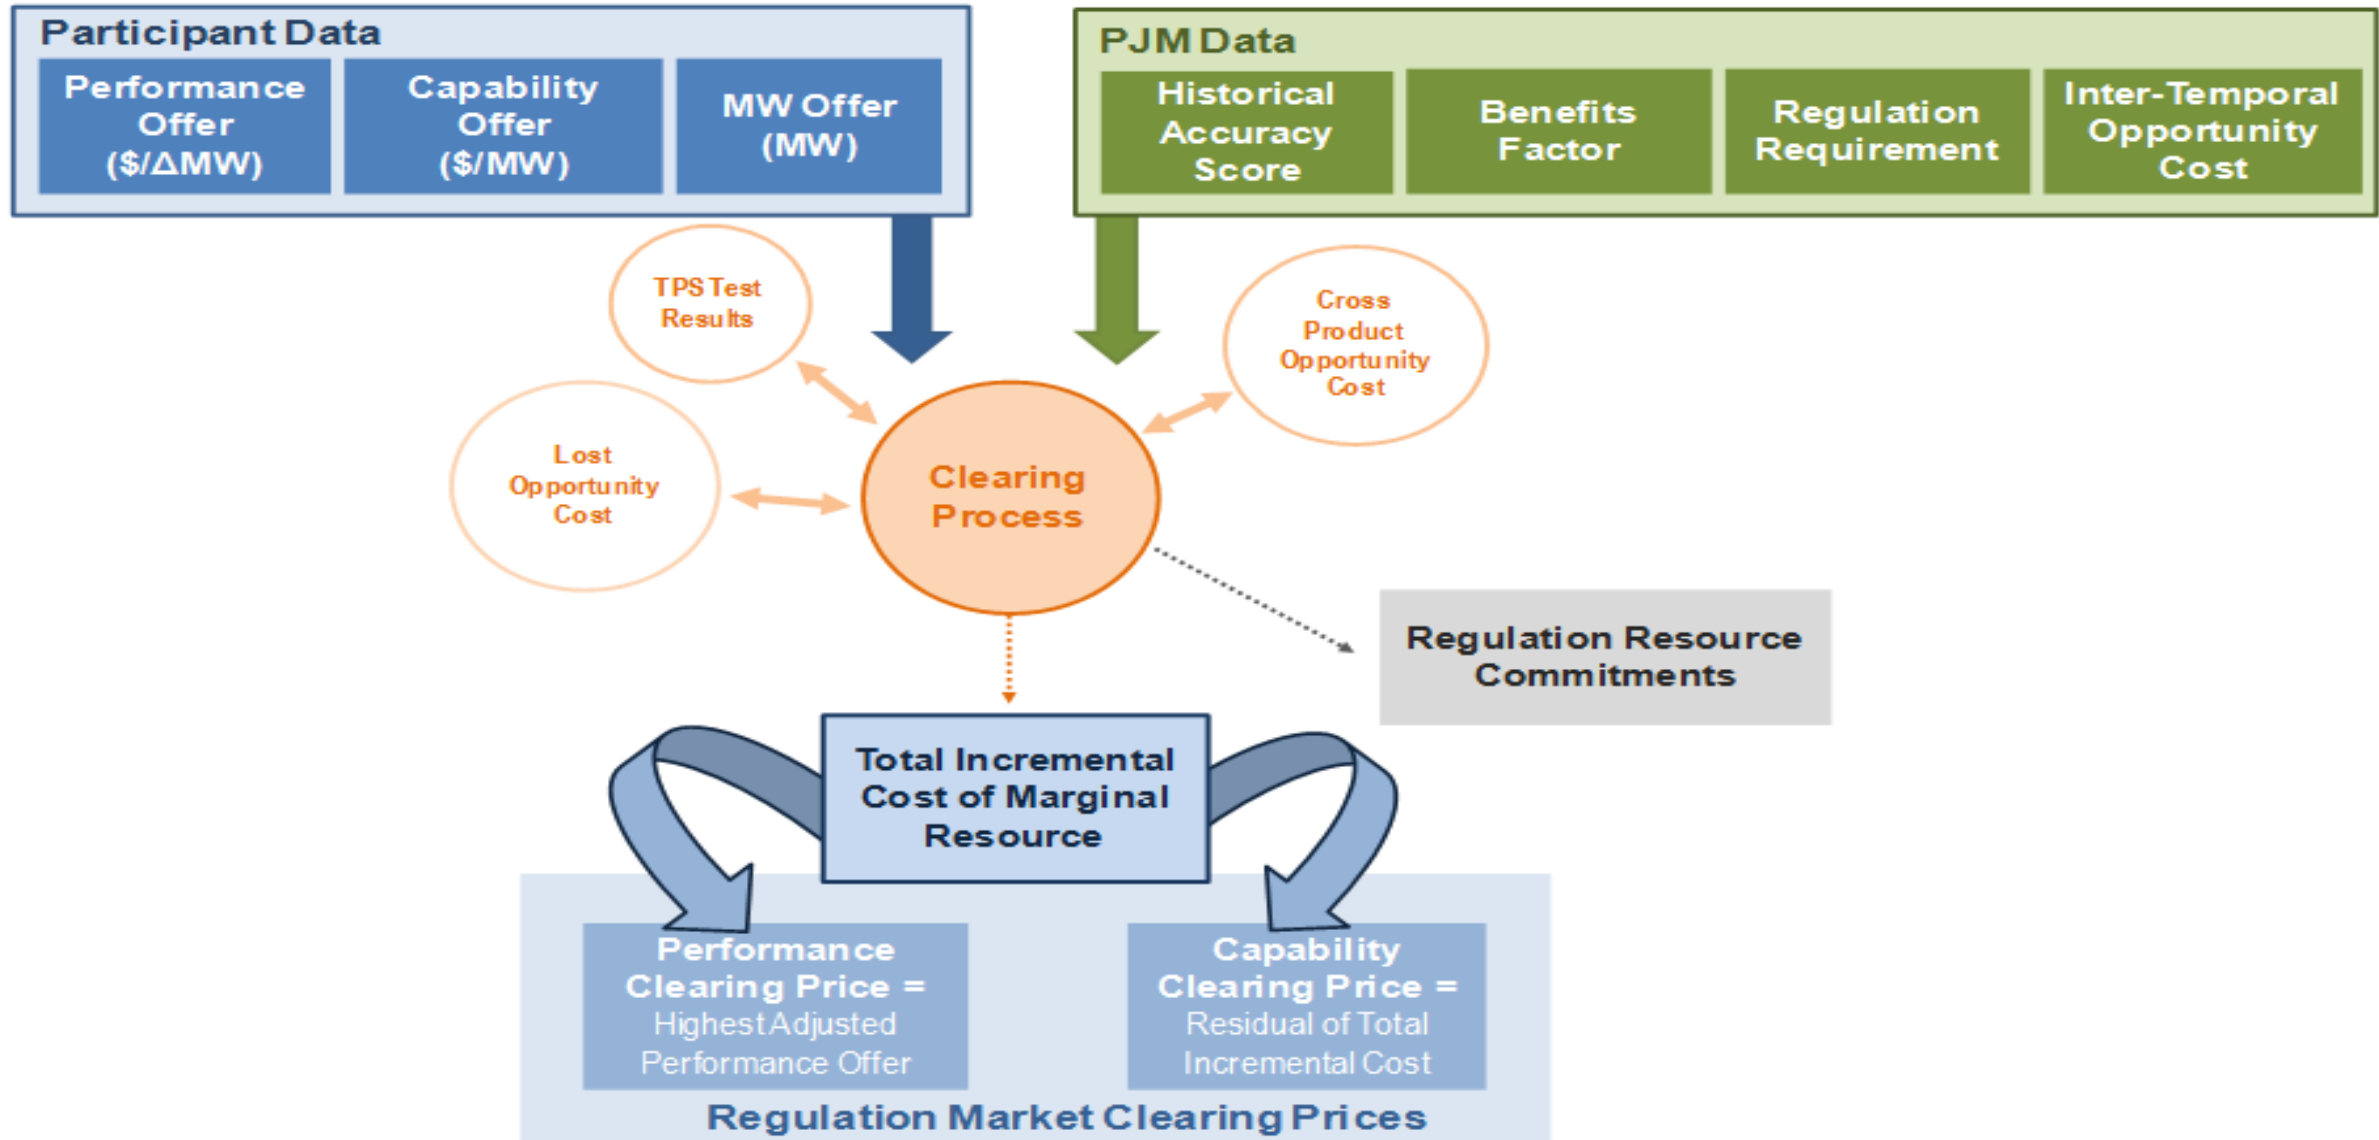 Participant Data
Performance
Offer
($/ΔMW)
Capability
Offer
($/MW)
MW Offer
(MW)
PJM Data
Historical
Accuracy
Score
Benefits
Factor
Regulation
Requirement
Inter-Temporal
Opportunity
Cost
TPS Test
Results
Cross
Product
Opportunity
Cost
Lost
Opportunity
Cost
Clearing
Process
Regulation Resource
Commitments
Total Incremental
Cost of Marginal
Resource
Performance
Clearing Price =
Highest Adjusted
Performance Offer
Capability
Clearing Price =
Residual of Total
Incremental Cost
Regulation Market Clearing Prices